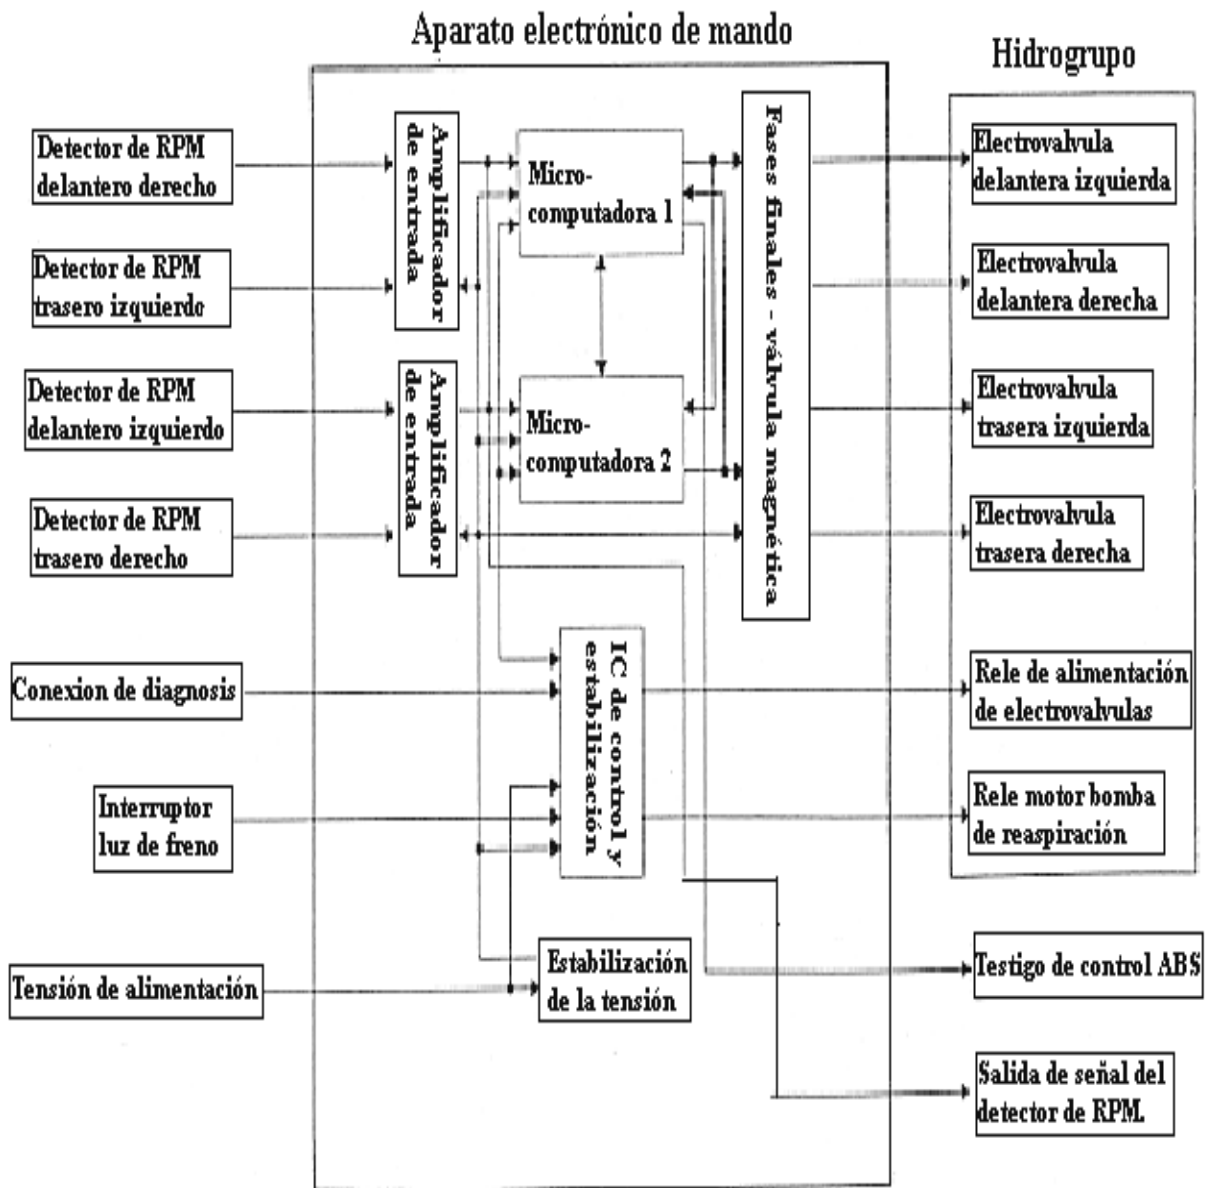 Aparato electrónico de mando
Hidrogrupo
Detector de RPM
delantero derecho
Detector de RPM
trasero izquierdo
Detector de RPM
delantero izquierdo
Detector de RPM
trasero derecho
Conexion de diagnosis
Interruptor
luz de freno
Tensión de alimentación
Amplificador
de entrada
Amplificador
de entrada
Micro-
computadora 1
Micro-
computadora 2
Fases finales - válvula magnética
IC de control y
estabilización
Estabilización
de la tensión
Electrovalvula
delantera izquierda
Electrovalvula
delantera derecha
Electrovalvula
trasera izquierda
Electrovalvula
trasera derecha
Rele de alimentación
de electrovalvulas
Rele motor bomba
de reaspiración
Testigo de control ABS
Salida de señal del
detector de RPM.